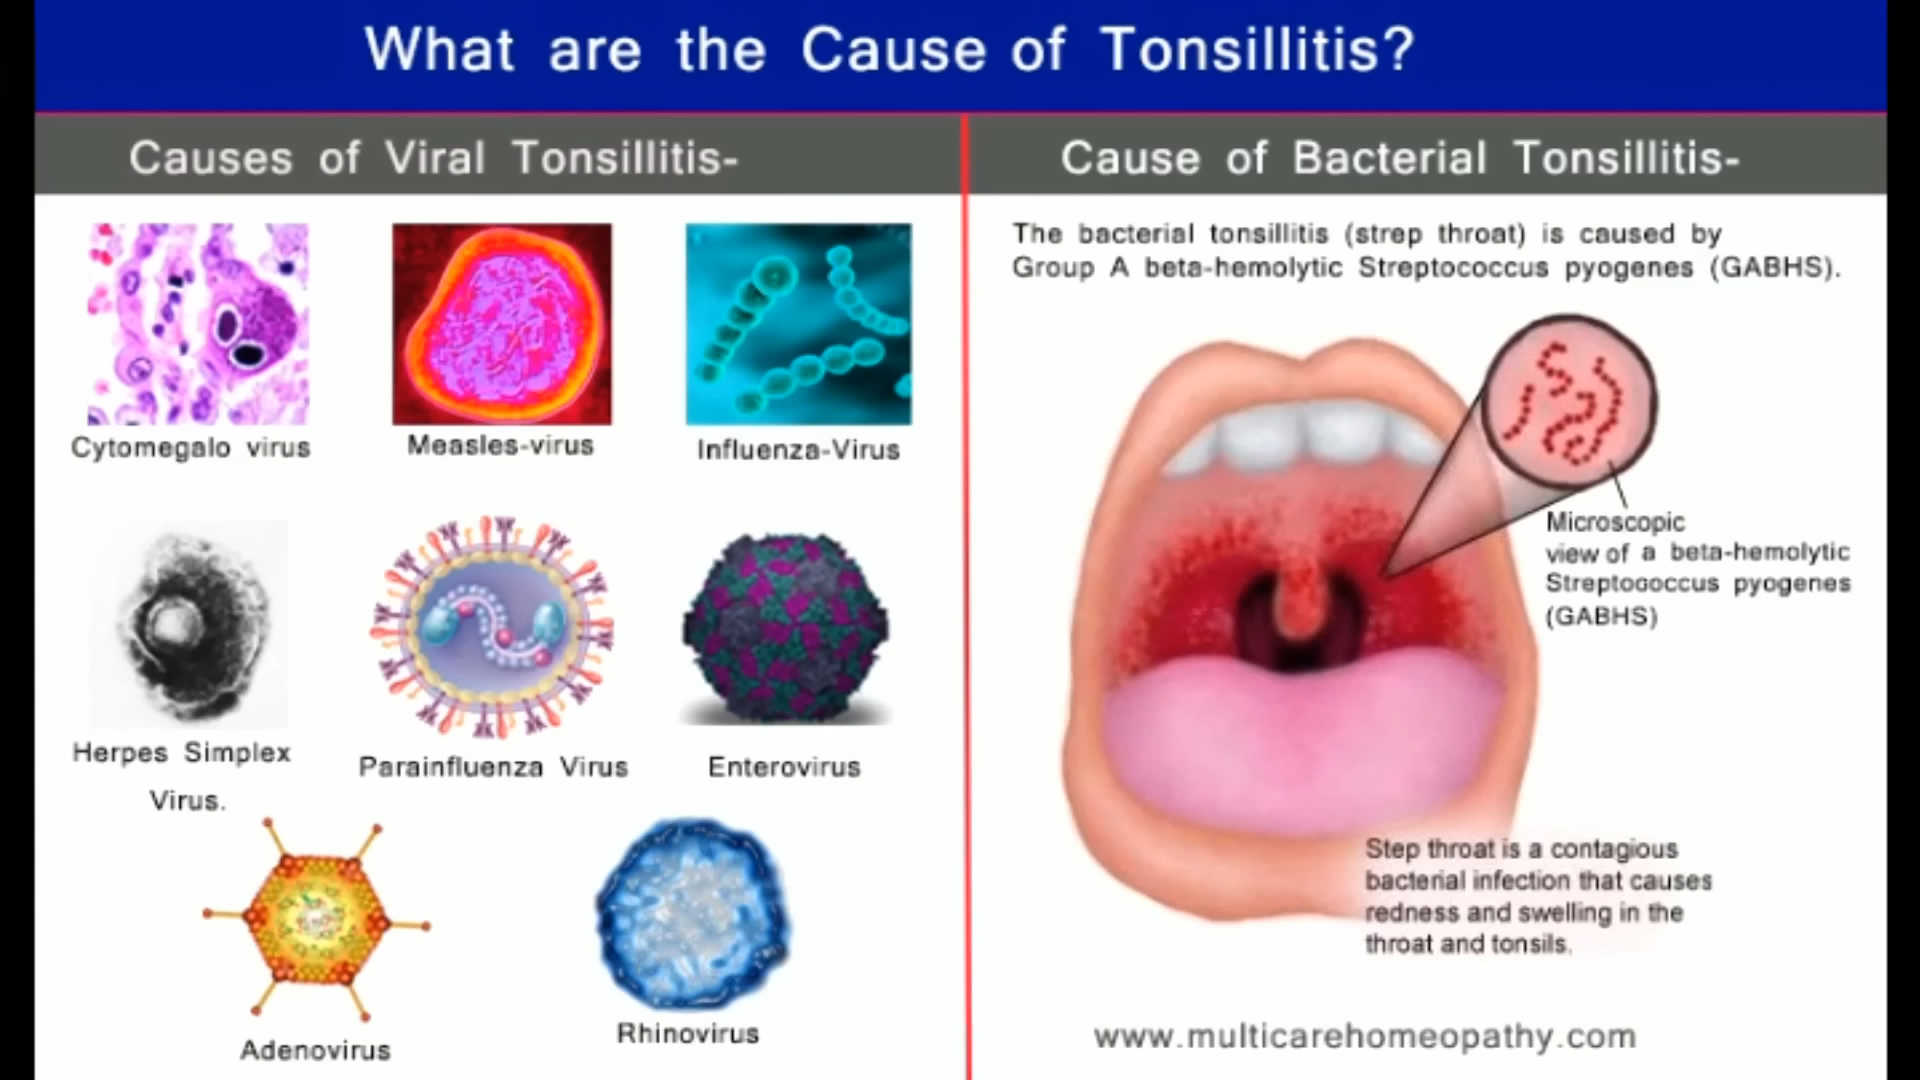 What are the Cause of Tonsillitis?
Causes of Viral Tonsillitis-
Cytomegalo virus
Measles-virus
Influenza-Virus
Herpes Simplex
Virus.
Parainfluenza Virus
Enterovirus
Adenovirus
Rhinovirus
Cause of Bacterial Tonsillitis-
The bacterial tonsillitis (strep throat) is caused by
Group A beta-hemolytic Streptococcus pyogenes (GABHS).
Microscopic
view of a beta-hemolytic
Streptococcus pyogenes
(GABHS)
Step throat is a contagious
bacterial infection that causes
redness and swelling in the
throat and tonsils.
www.multicarehomeopathy.com